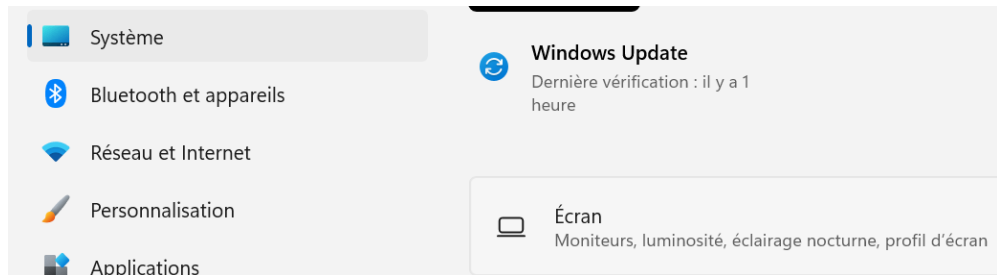 Système
Bluetooth et appareils
Réseau et Internet
Personnalisation
Applications
Windows Update
Dernière vérification : il y a 1
heure
Écran
Moniteurs, luminosité, éclairage nocturne, profil d’écran